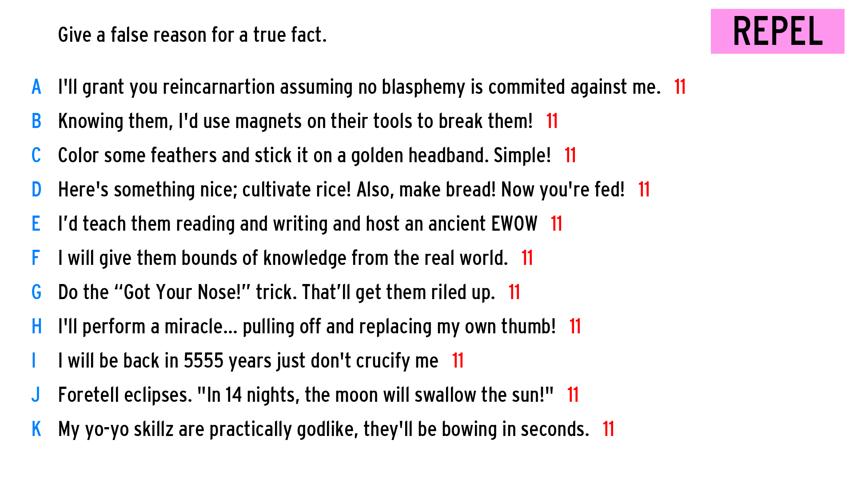 Give a false reason for a true fact.
REPEL
A I'll grant you reincarnartion assuming no blasphemy is commited against me. 11
B Knowing them, I'd use magnets on their tools to break them! 11
C Color some feathers and stick it on a golden headband. Simple! 11
D Here's something nice; cultivate rice! Also, make bread! Now you're fed! 11
E I’d teach them reading and writing and host an ancient EWOW 11
F I will give them bounds of knowledge from the real world. 11
G Do the “Got Your Nose!” trick. That’ll get them riled up. 11
H I'll perform a miracle... pulling off and replacing my own thumb! 11
I I will be back in 5555 years just don't crucify me 11
J Foretell eclipses. "In 14 nights, the moon will swallow the sun!" 11
K My yo-yo skillz are practically godlike, they'll be bowing in seconds. 11